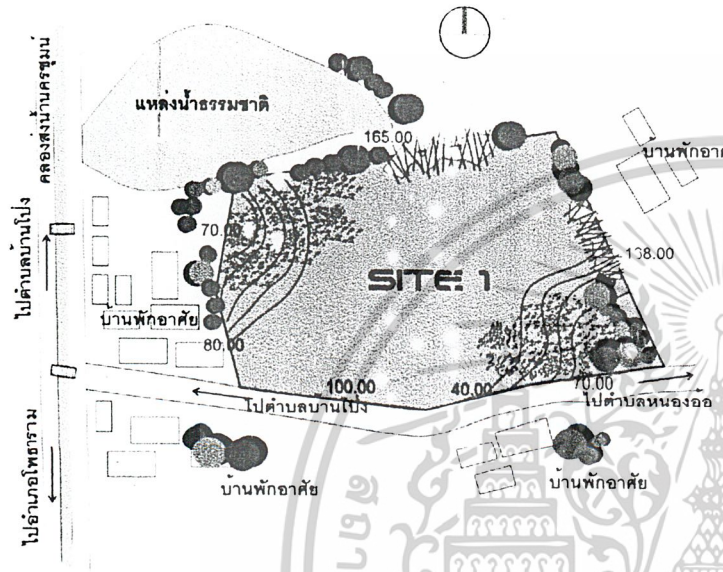 แหล่งน้ำธรรมชาติ
คลองส่งน้ำนครชุมน์
165.00
บ้านพักอาศั
70.00
138.00
ไปตำบลบ้านโป่ง
SITE 1
บ้านพักอาศัย
80.00
100.00
40.00
70.00
ไปตำบลบ้านโป่ง
ไปตำบลหนองอ้อ
ไปอำเภอโพธาราม
บ้านพักอาศัย
บ้านพักอาศัย